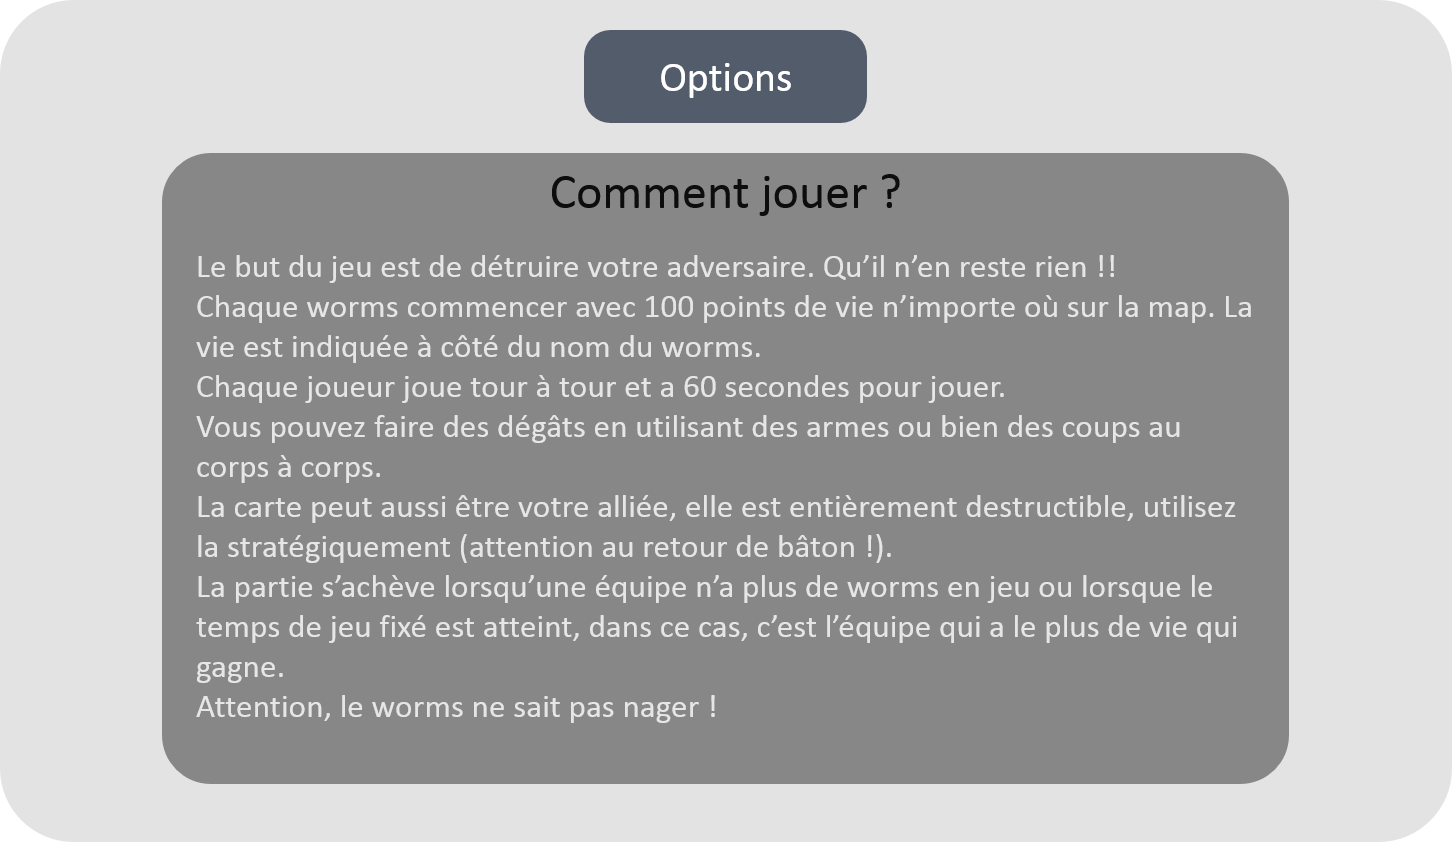 Options
Comment jouer ?
Le but du jeu est de détruire votre adversaire. Qu’il n’en reste rien !!
Chaque worms commencer avec 100 points de vie n’importe où sur la map. La
vie est indiquée à côté du nom du worms.
Chaque joueur joue tour à tour et a 60 secondes pour jouer.
Vous pouvez faire des dégâts en utilisant des armes ou bien des coups au
corps à corps.
La carte peut aussi être votre alliée, elle est entièrement destructible, utilisez
la stratégiquement (attention au retour de bâton !).
La partie s’achève lorsqu’une équipe n’a plus de worms en jeu ou lorsque le
temps de jeu fixé est atteint, dans ce cas, c’est l’équipe qui a le plus de vie qui
gagne.
Attention, le worms ne sait pas nager !